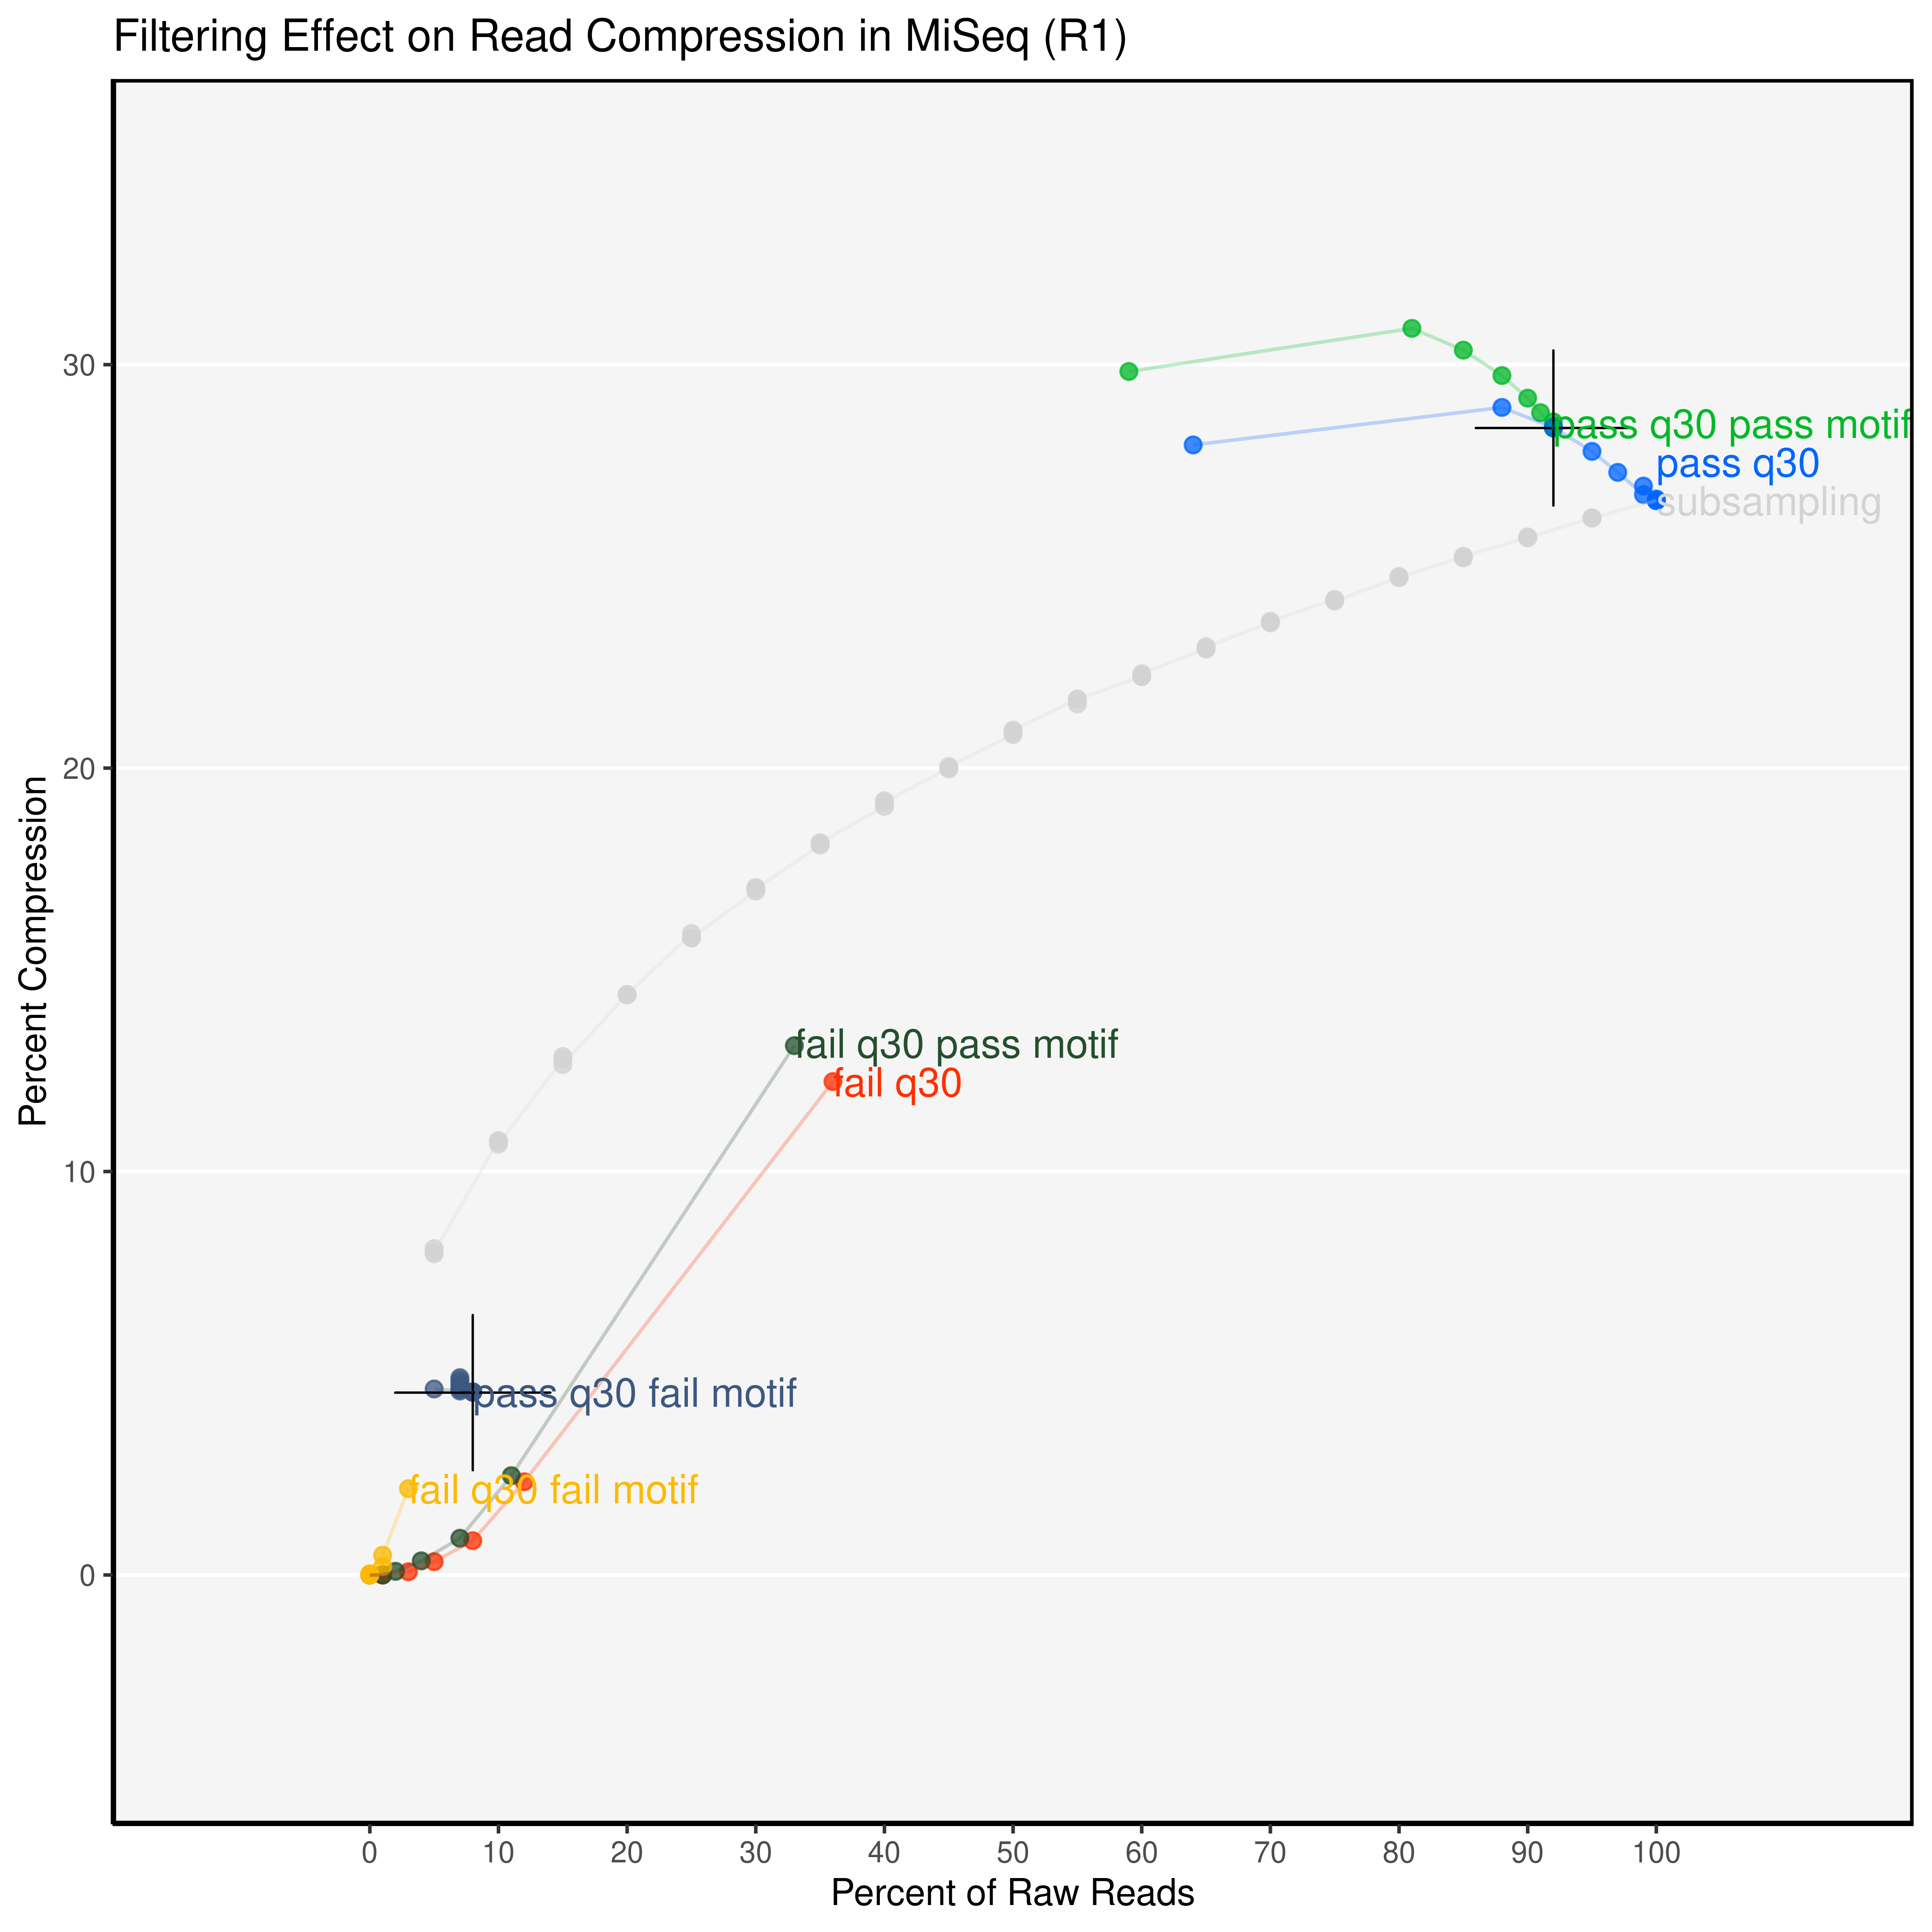 Filtering Effect on Read Compression in MiSeq (R1)
30
pass q30 pass motif
pass q30
subsampling
20
Percent Compression
fail q30 pass motif
fail q30
10
pass q30 fail motif
fail q30 fail motif
0
0 10 20 30 40 50 60 70 80 90 100
Percent of Raw Reads